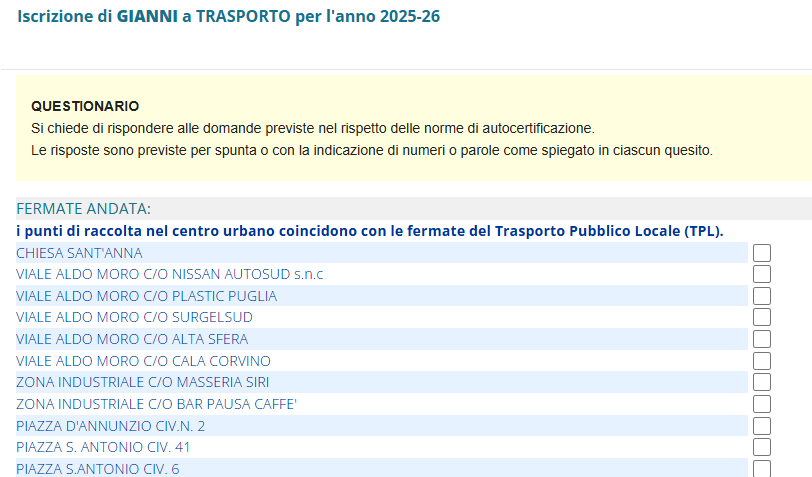 Iscrizione di GIANNI a TRASPORTO per l'anno 2025-26
QUESTIONARIO
Si chiede di rispondere alle domande previste nel rispetto delle norme di autocertificazione.
Le risposte sono previste per spunta o con la indicazione di numeri o parole come spiegato in ciascun quesito.
FERMATE ANDATA:
i punti di raccolta nel centro urbano coincidono con le fermate del Trasporto Pubblico Locale (TPL).
CHIESA SANT'ANNA
VIALE ALDO MORO C/O NISSAN AUTOSUD s.n.c
VIALE ALDO MORO C/O PLASTIC PUGLIA
VIALE ALDO MORO C/O SURGELSUD
VIALE ALDO MORO C/O ALTA SFERA
VIALE ALDO MORO C/O CALA CORVINO
ZONA INDUSTRIALE C/O MASSERIA SIRI
ZONA INDUSTRIALE C/O BAR PAUSA CAFFE'
PIAZZA D'ANNUNZIO CIV.N. 2
PIAZZA S. ANTONIO CIV. 41
PIAZZA S.ANTONIO CIV. 6